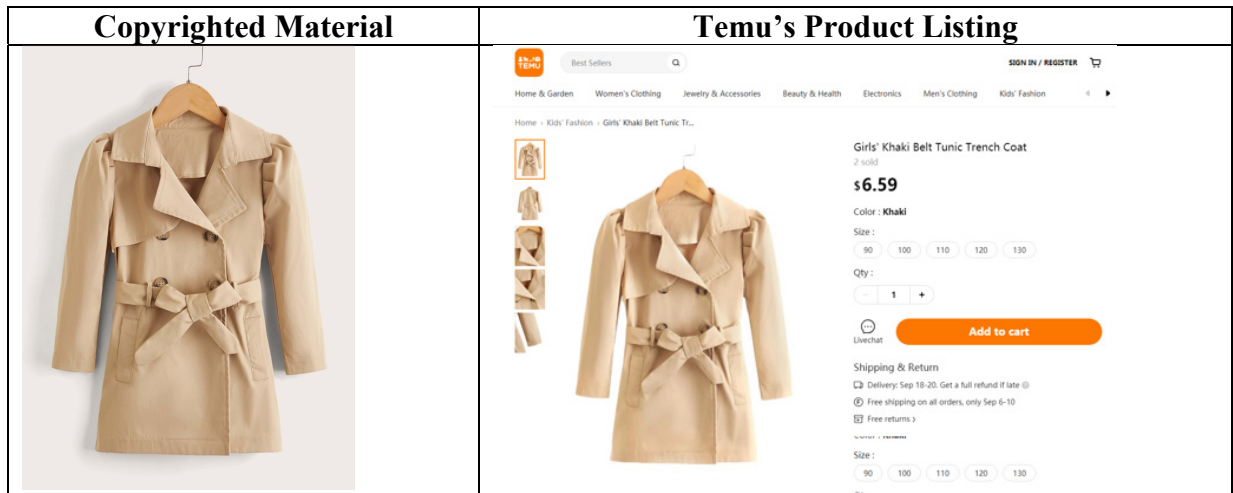 Copyrighted Material
Temu's Product Listing
TEMU
Best Sellers
SIGN IN / REGISTER
Home & Garden Women's Clothing Jewelry & Accessories Beauty & Health Electronics Men's Clothing Kids' Fashion
Home › Kids' Fashion › Girls' Khaki Belt Tunic Tr...
Girls' Khaki Belt Tunic Trench Coat
2 sold
$6.59
Color : Khaki
Size :
90 100 110 120 130
Qty :
− 1 +
Livechat
Add to cart
Shipping & Return
Delivery: Sep 18-20. Get a full refund if late
Free shipping on all orders, only Sep 6-10
Free returns ›
Size :
90 100 110 120 130